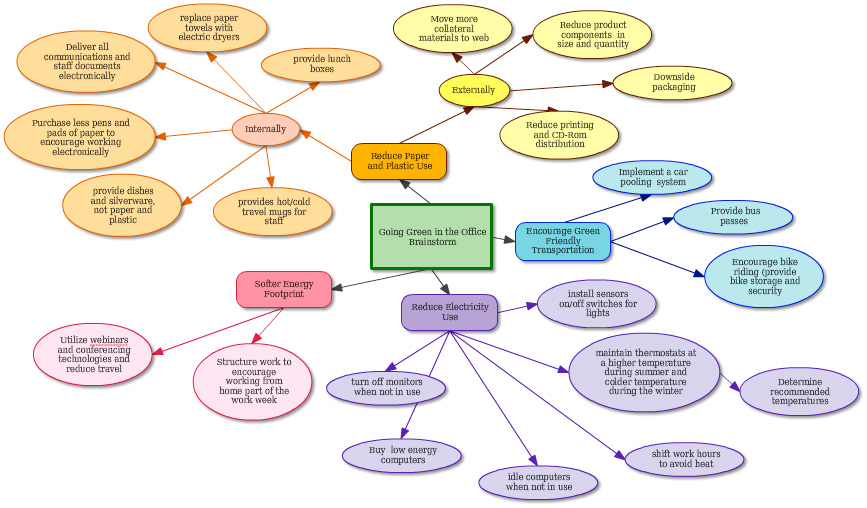 replace paper
towels with
electric dryers
Deliver all
communications and
staff documents
electronically
provide lunch
boxes
Purchase less pens and
pads of paper to
encourage working
electronically
Internally
provide dishes
and silverware,
not paper and
plastic
provides hot/cold
travel mugs for
staff
Move more
collateral
materials to web
Reduce product
components in
size and quantity
Externally
Downside
packaging
Reduce printing
and CD-Rom
distribution
Reduce Paper
and Plastic Use
Implement a car
pooling system
Going Green in the Office
Brainstorm
Encourage Green
Friendly
Transportation
Provide bus
passes
Encourage bike
riding (provide
bike storage and
security
Softer Energy
Footprint
Reduce Electricity
Use
install sensors
on/off switches for
lights
Utilize webinars
and conferencing
technologies and
reduce travel
Structure work to
encourage
working from
home part of the
work week
turn off monitors
when not in use
maintain thermostats at
a higher temperature
during summer and
colder temperature
during the winter
Determine
recommended
temperatures
Buy low energy
computers
idle computers
when not in use
shift work hours
to avoid heat